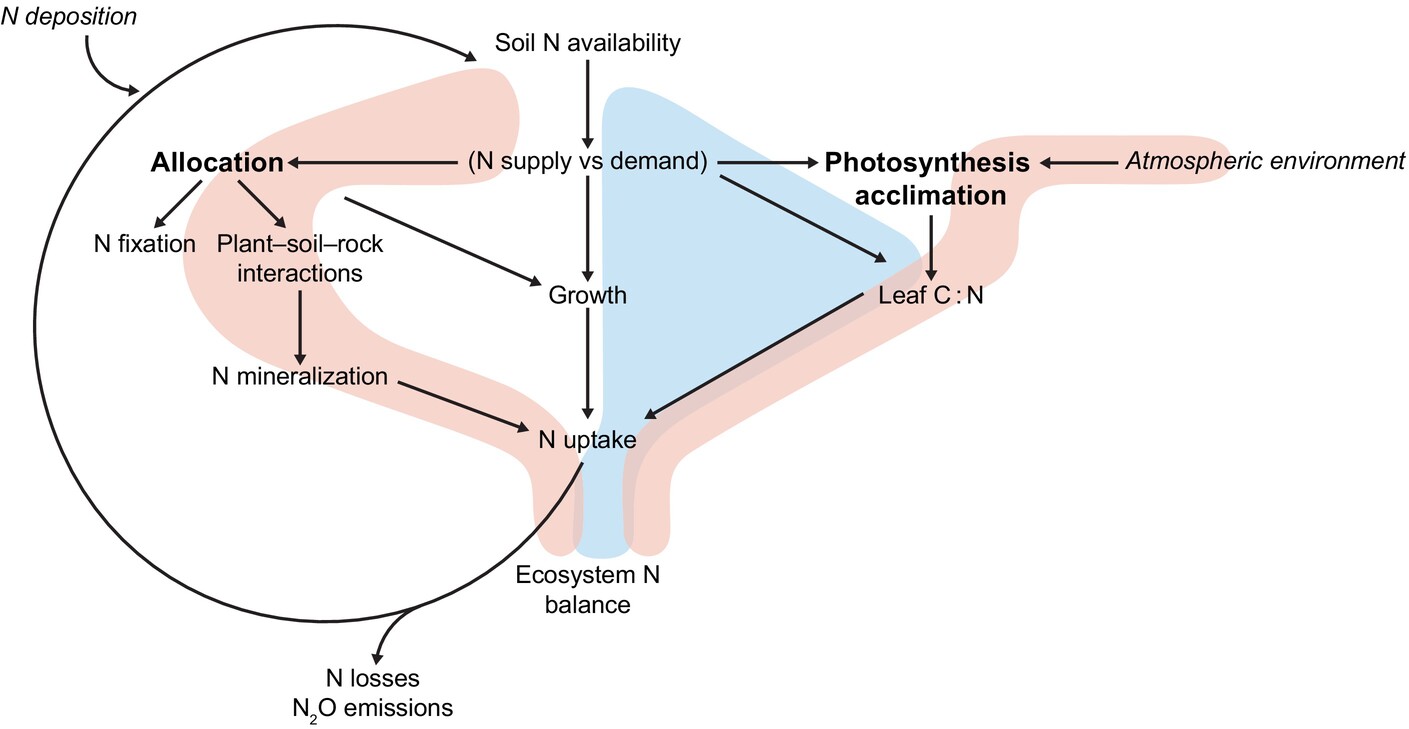 N deposition
Soil N availability
Allocation
(N supply vs demand)
Photosynthesis
acclimation
Atmospheric environment
N fixation
Plant–soil–rock
interactions
Growth
Leaf C : N
N mineralization
N uptake
Ecosystem N
balance
N losses
N₂O emissions